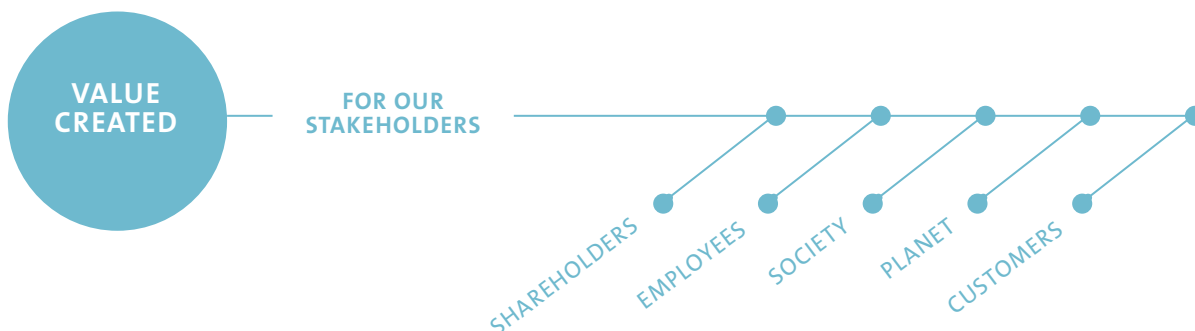 VALUE
CREATED
FOR OUR
STAKEHOLDERS
SHAREHOLDERS
EMPLOYEES
SOCIETY
PLANET
CUSTOMERS